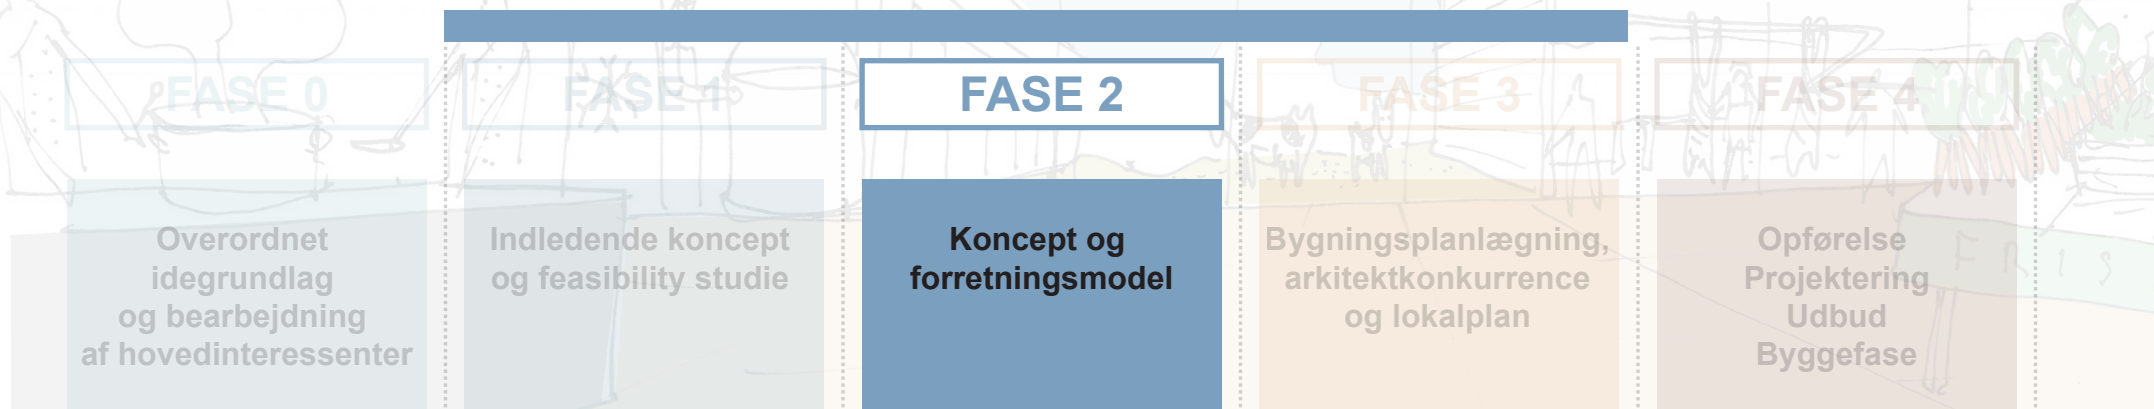 FASE 0
FASE 1
FASE 2
FASE 3
FASE 4
Overordnet
idegrundlag
og bearbejdning
af hovedinteressenter
Indledende koncept
og feasibility studie
Koncept og
forretningsmodel
Bygningsplanlægning,
arkitektkonkurrence
og lokalplan
Opførelse
Projektering
Udbud
Byggefase
FRIS